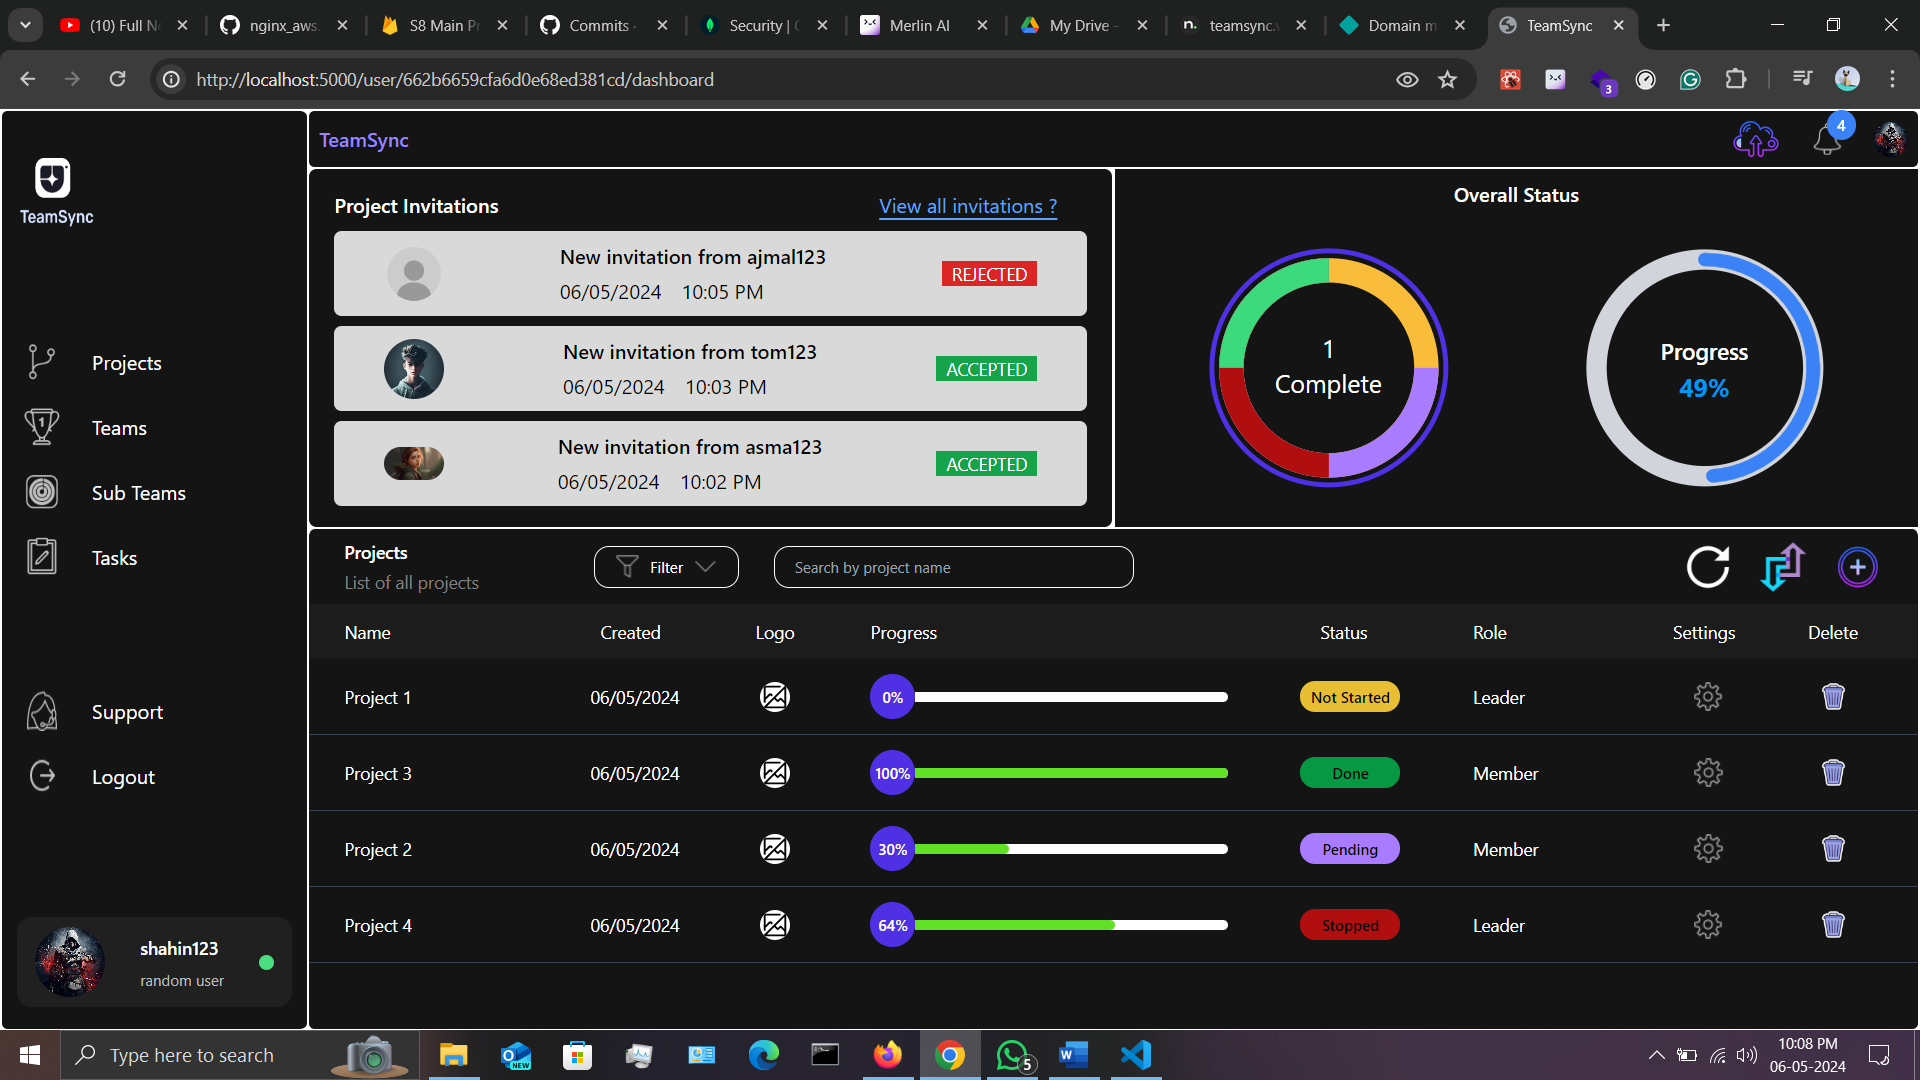 (10) Full No
nginx_aws.
S8 Main Pr
Commits ·
Security | C
Merlin AI
My Drive -
teamsync.v
Domain m
TeamSync
http://localhost:5000/user/662b6659cfa6d0e68ed381cd/dashboard
3
TeamSync
TeamSync
4
Projects
Teams
1
Sub Teams
Tasks
Support
Logout
shahin123
random user
Project Invitations
View all invitations ?
New invitation from ajmal123
06/05/2024 10:05 PM
REJECTED
New invitation from tom123
06/05/2024 10:03 PM
ACCEPTED
New invitation from asma123
06/05/2024 10:02 PM
ACCEPTED
Overall Status
1
Complete
Progress
49%
Projects
List of all projects
Filter
Search by project name
Name Created Logo Progress Status Role Settings Delete
Project 1 06/05/2024 0% Not Started Leader
Project 3 06/05/2024 100% Done Member
Project 2 06/05/2024 30% Pending Member
Project 4 06/05/2024 64% Stopped Leader
Type here to search
NEW
5
10:08 PM
06-05-2024